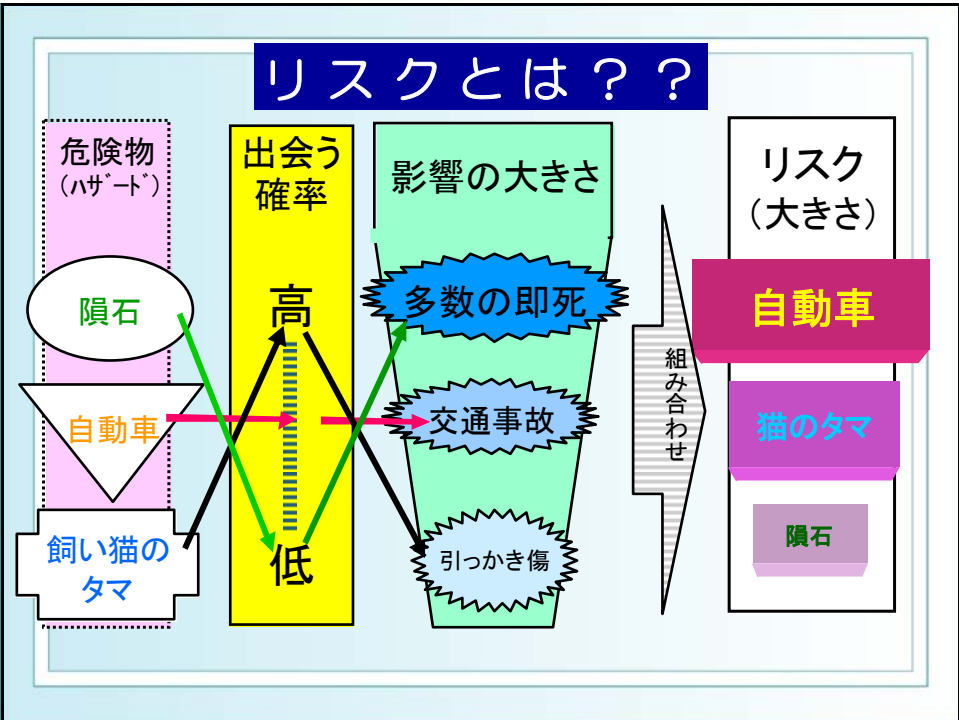 リスクとは？？
危険物
（ﾊｻﾞｰﾄﾞ）
隕石
自動車
飼い猫の
タマ
出会う
確率
高
低
影響の大きさ
多数の即死
交通事故
引っかき傷
組み合わせ
リスク
（大きさ）
自動車
猫のタマ
隕石